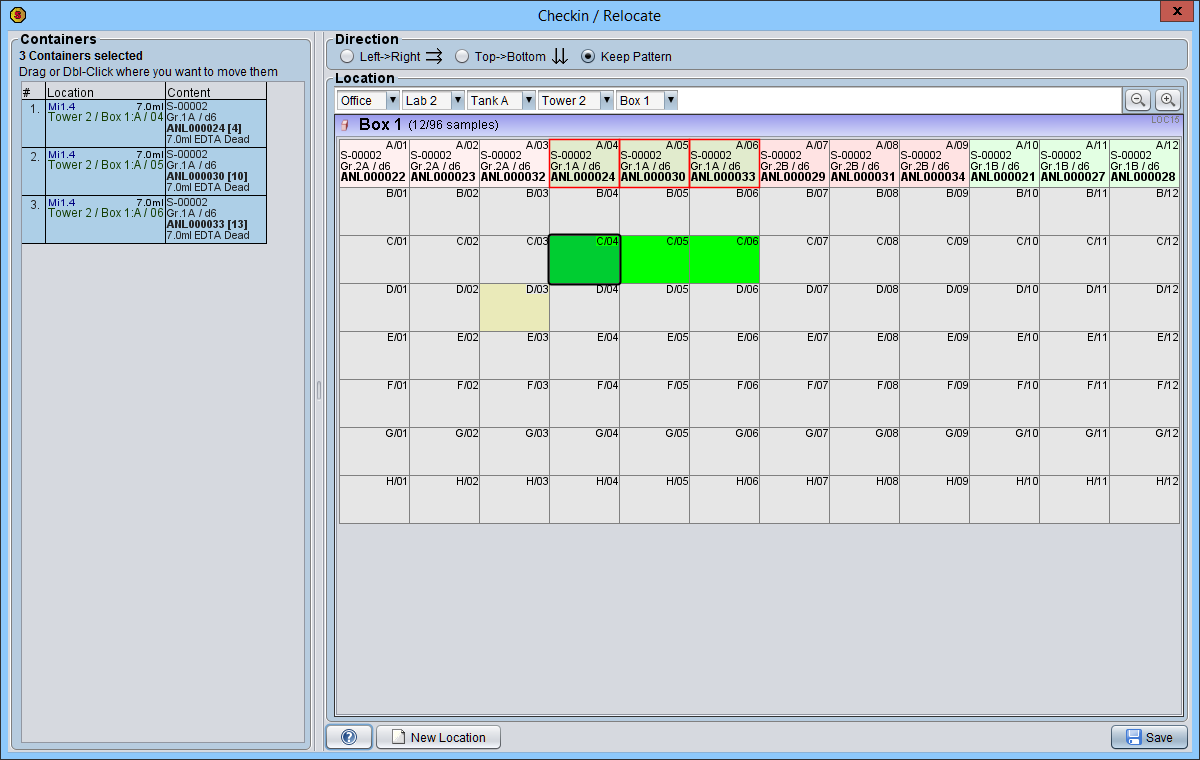 Checkin / Relocate
x
Containers
3 Containers selected
Drag or Dbl-Click where you want to move them
# Location Content
1. Mi1.4 7.0ml S-00002
Tower 2 / Box 1:A / 04 Gr.1A / d6
ANL000024 [4]
7.0ml EDTA Dead
2. Mi1.4 7.0ml S-00002
Tower 2 / Box 1:A / 05 Gr.1A / d6
ANL000030 [10]
7.0ml EDTA Dead
3. Mi1.4 7.0ml S-00002
Tower 2 / Box 1:A / 06 Gr.1A / d6
ANL000033 [13]
7.0ml EDTA Dead
Direction
Left->Right Top->Bottom Keep Pattern
Location
Office Lab 2 Tank A Tower 2 Box 1
Box 1 (12/96 samples) LOC15
A/01 A/02 A/03 A/04 A/05 A/06 A/07 A/08 A/09 A/10 A/11 A/12
S-00002 S-00002 S-00002 S-00002 S-00002 S-00002 S-00002 S-00002 S-00002 S-00002 S-00002 S-00002
Gr.2A / d6 Gr.2A / d6 Gr.2A / d6 Gr.1A / d6 Gr.1A / d6 Gr.1A / d6 Gr.2B / d6 Gr.2B / d6 Gr.2B / d6 Gr.1B / d6 Gr.1B / d6 Gr.1B / d6
ANL000022 ANL000023 ANL000032 ANL000024 ANL000030 ANL000033 ANL000029 ANL000031 ANL000034 ANL000021 ANL000027 ANL000028
B/01 B/02 B/03 B/04 B/05 B/06 B/07 B/08 B/09 B/10 B/11 B/12
C/01 C/02 C/03 C/04 C/05 C/06 C/07 C/08 C/09 C/10 C/11 C/12
D/01 D/02 D/03 D/04 D/05 D/06 D/07 D/08 D/09 D/10 D/11 D/12
E/01 E/02 E/03 E/04 E/05 E/06 E/07 E/08 E/09 E/10 E/11 E/12
F/01 F/02 F/03 F/04 F/05 F/06 F/07 F/08 F/09 F/10 F/11 F/12
G/01 G/02 G/03 G/04 G/05 G/06 G/07 G/08 G/09 G/10 G/11 G/12
H/01 H/02 H/03 H/04 H/05 H/06 H/07 H/08 H/09 H/10 H/11 H/12
? New Location Save